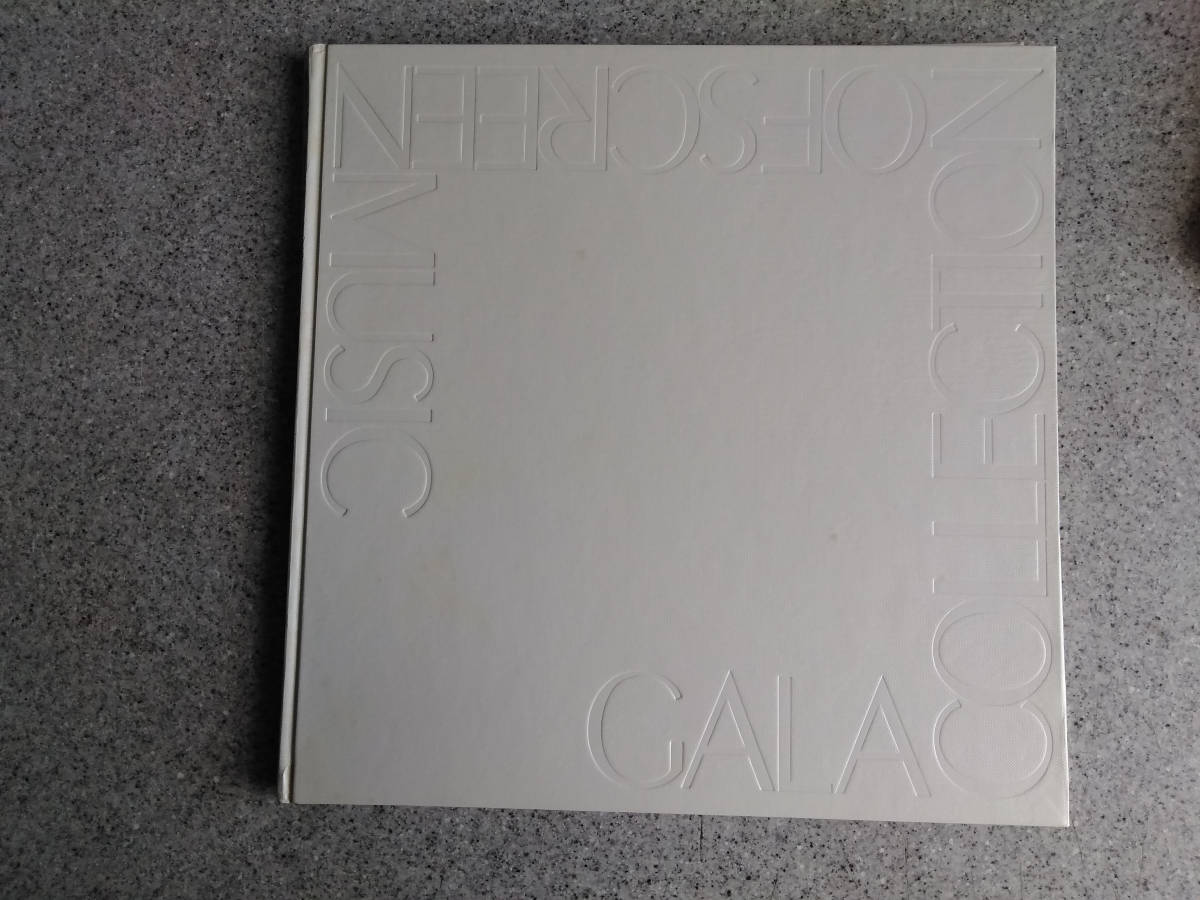 GALA
COLLECTION
OF SCREEN
MUSIC